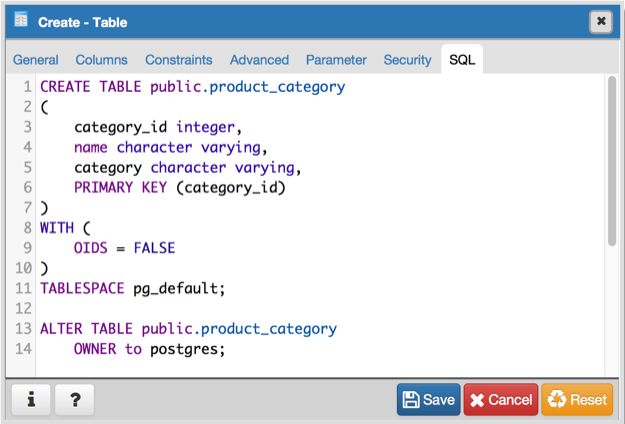 Create - Table
General Columns Constraints Advanced Parameter Security SQL
1 CREATE TABLE public.product_category
2 (
3     category_id integer,
4     name character varying,
5     category character varying,
6     PRIMARY KEY (category_id)
7 )
8 WITH (
9     OIDS = FALSE
10 )
11 TABLESPACE pg_default;
12
13 ALTER TABLE public.product_category
14     OWNER to postgres;
i ? Save Cancel Reset